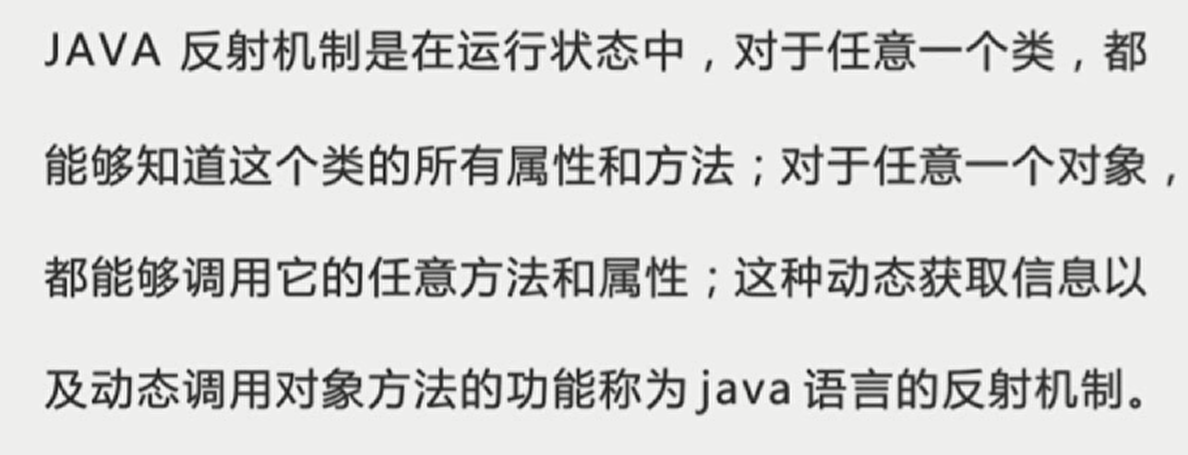 JAVA 反射机制是在运行状态中，对于任意一个类，都
能够知道这个类的所有属性和方法；对于任意一个对象，
都能够调用它的任意方法和属性；这种动态获取信息以
及动态调用对象方法的功能称为java语言的反射机制。